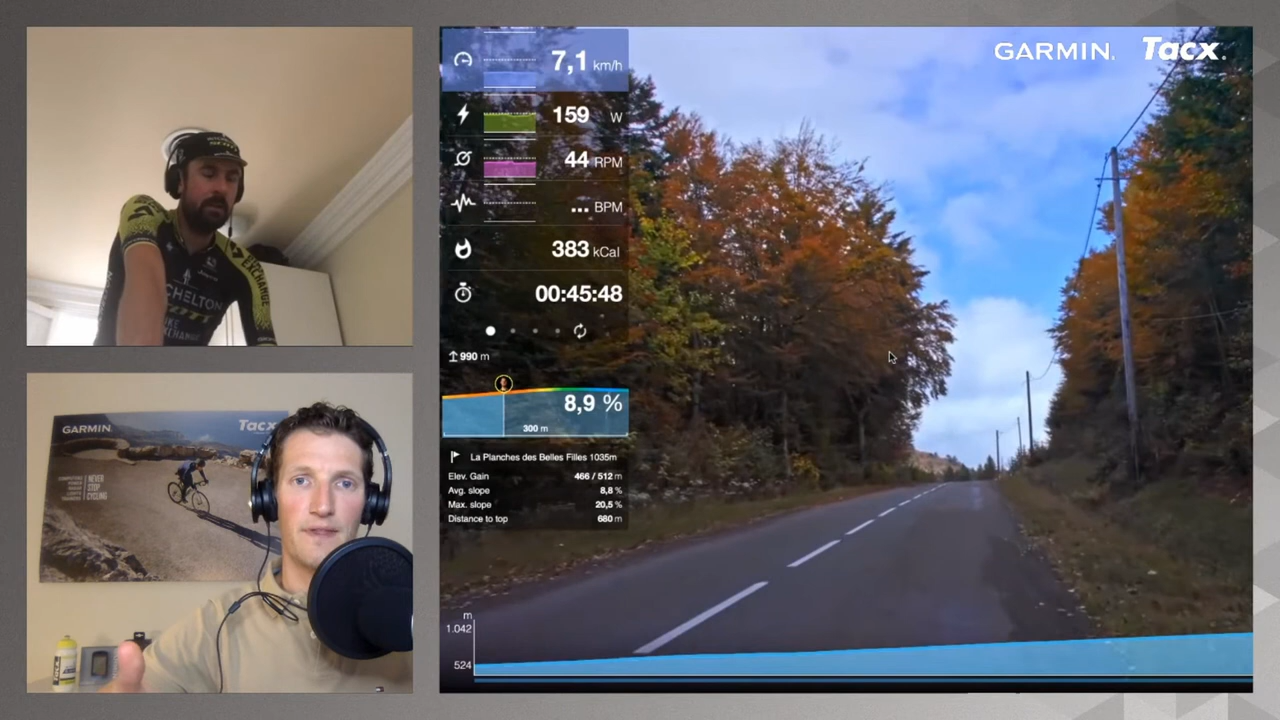 GARMIN. Tacx.
7,1 km/h
159 W
44 RPM
... BPM
383 kCal
00:45:48
990 m
8,9 %
300 m
La Planches des Belles Filles 1035m
Elev. Gain 466 / 512 m
Avg. slope 8,8 %
Max. slope 20,5 %
Distance to top 680 m
m
1.042
524
CHELTON
EXCHANGE
GARMIN
Tacx
NEVER
STOP
CYCLING